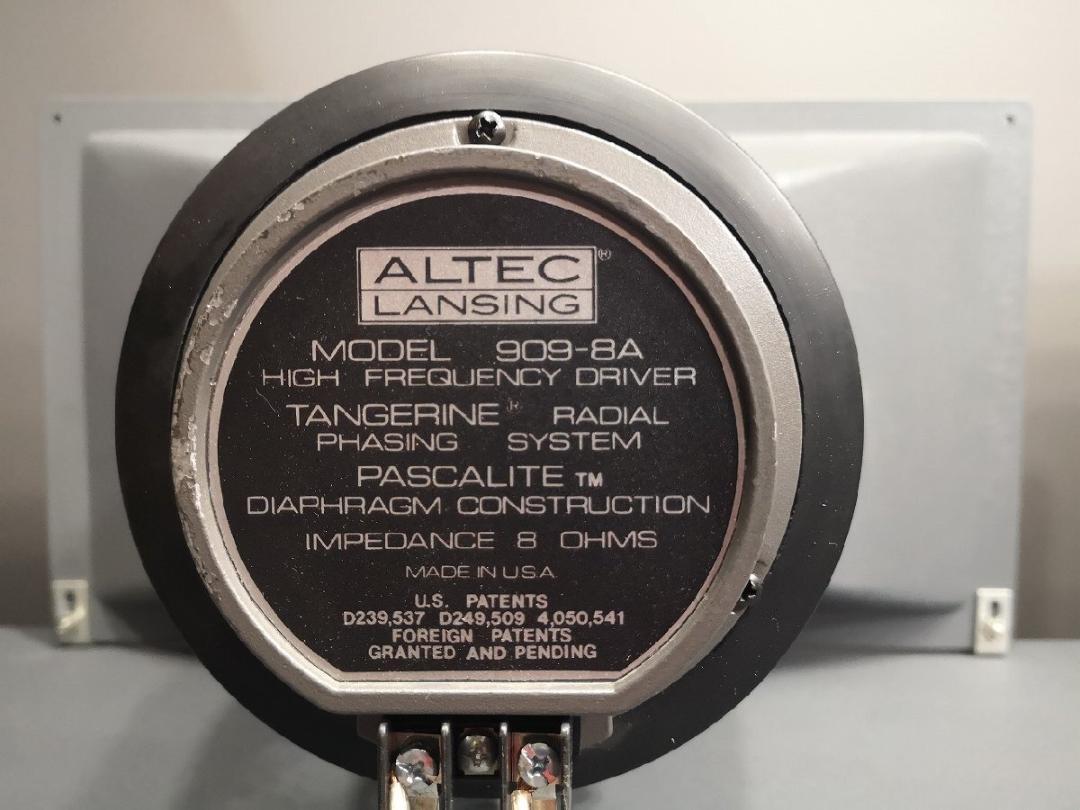 ALTEC®
LANSING
MODEL 909-8A
HIGH FREQUENCY DRIVER
TANGERINE® RADIAL
PHASING SYSTEM
PASCALITE TM
DIAPHRAGM CONSTRUCTION
IMPEDANCE 8 OHMS
MADE IN U.S.A.
U.S. PATENTS
D239,537 D249,509 4,050,541
FOREIGN PATENTS
GRANTED AND PENDING